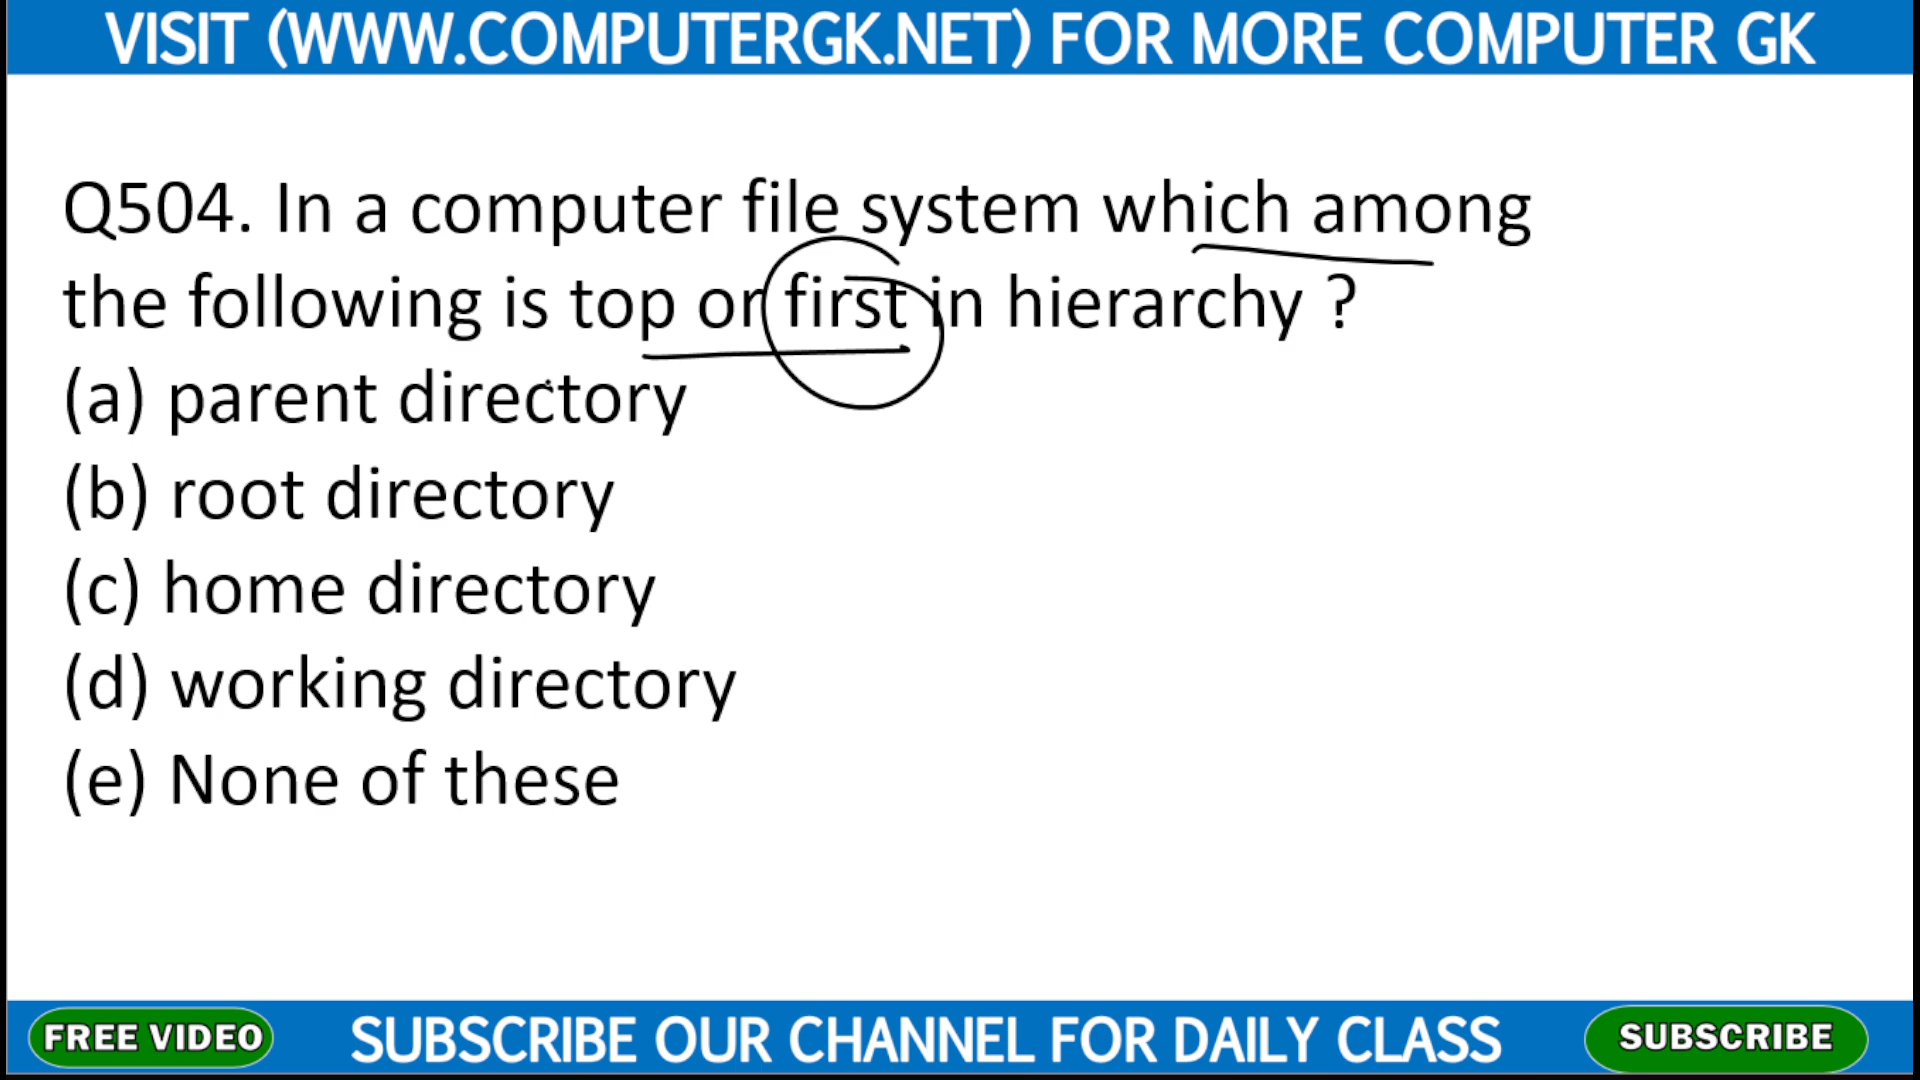 VISIT (WWW.COMPUTERGK.NET) FOR MORE COMPUTER GK
Q504. In a computer file system which among
the following is top or first in hierarchy ?
(a) parent directory
(b) root directory
(c) home directory
(d) working directory
(e) None of these
FREE VIDEO SUBSCRIBE OUR CHANNEL FOR DAILY CLASS SUBSCRIBE